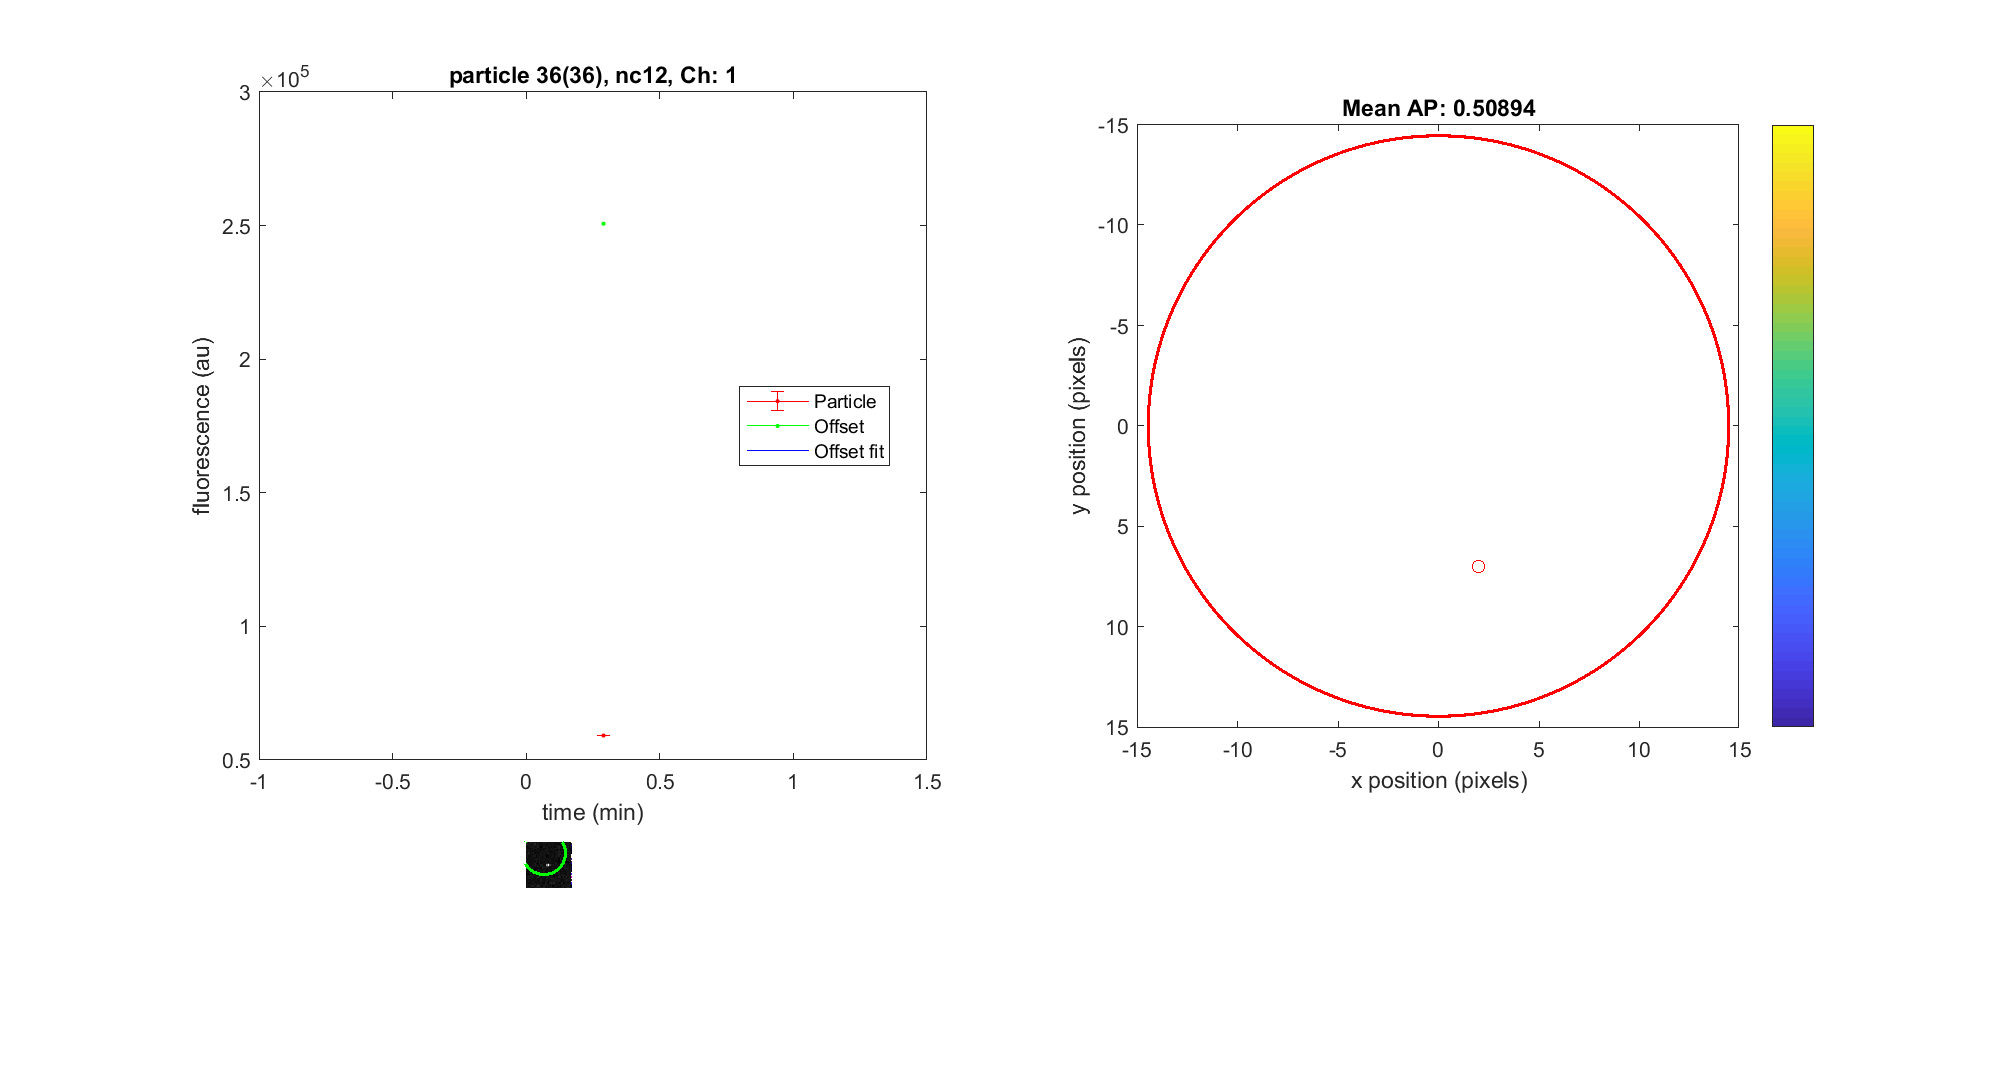 particle 36(36), nc12, Ch: 1
×10^5
3
2.5
2
1.5
1
0.5
fluorescence (au)
-1 -0.5 0 0.5 1 1.5
time (min)
Particle
Offset
Offset fit
Mean AP: 0.50894
-15
-10
-5
0
5
10
15
y position (pixels)
-15 -10 -5 0 5 10 15
x position (pixels)